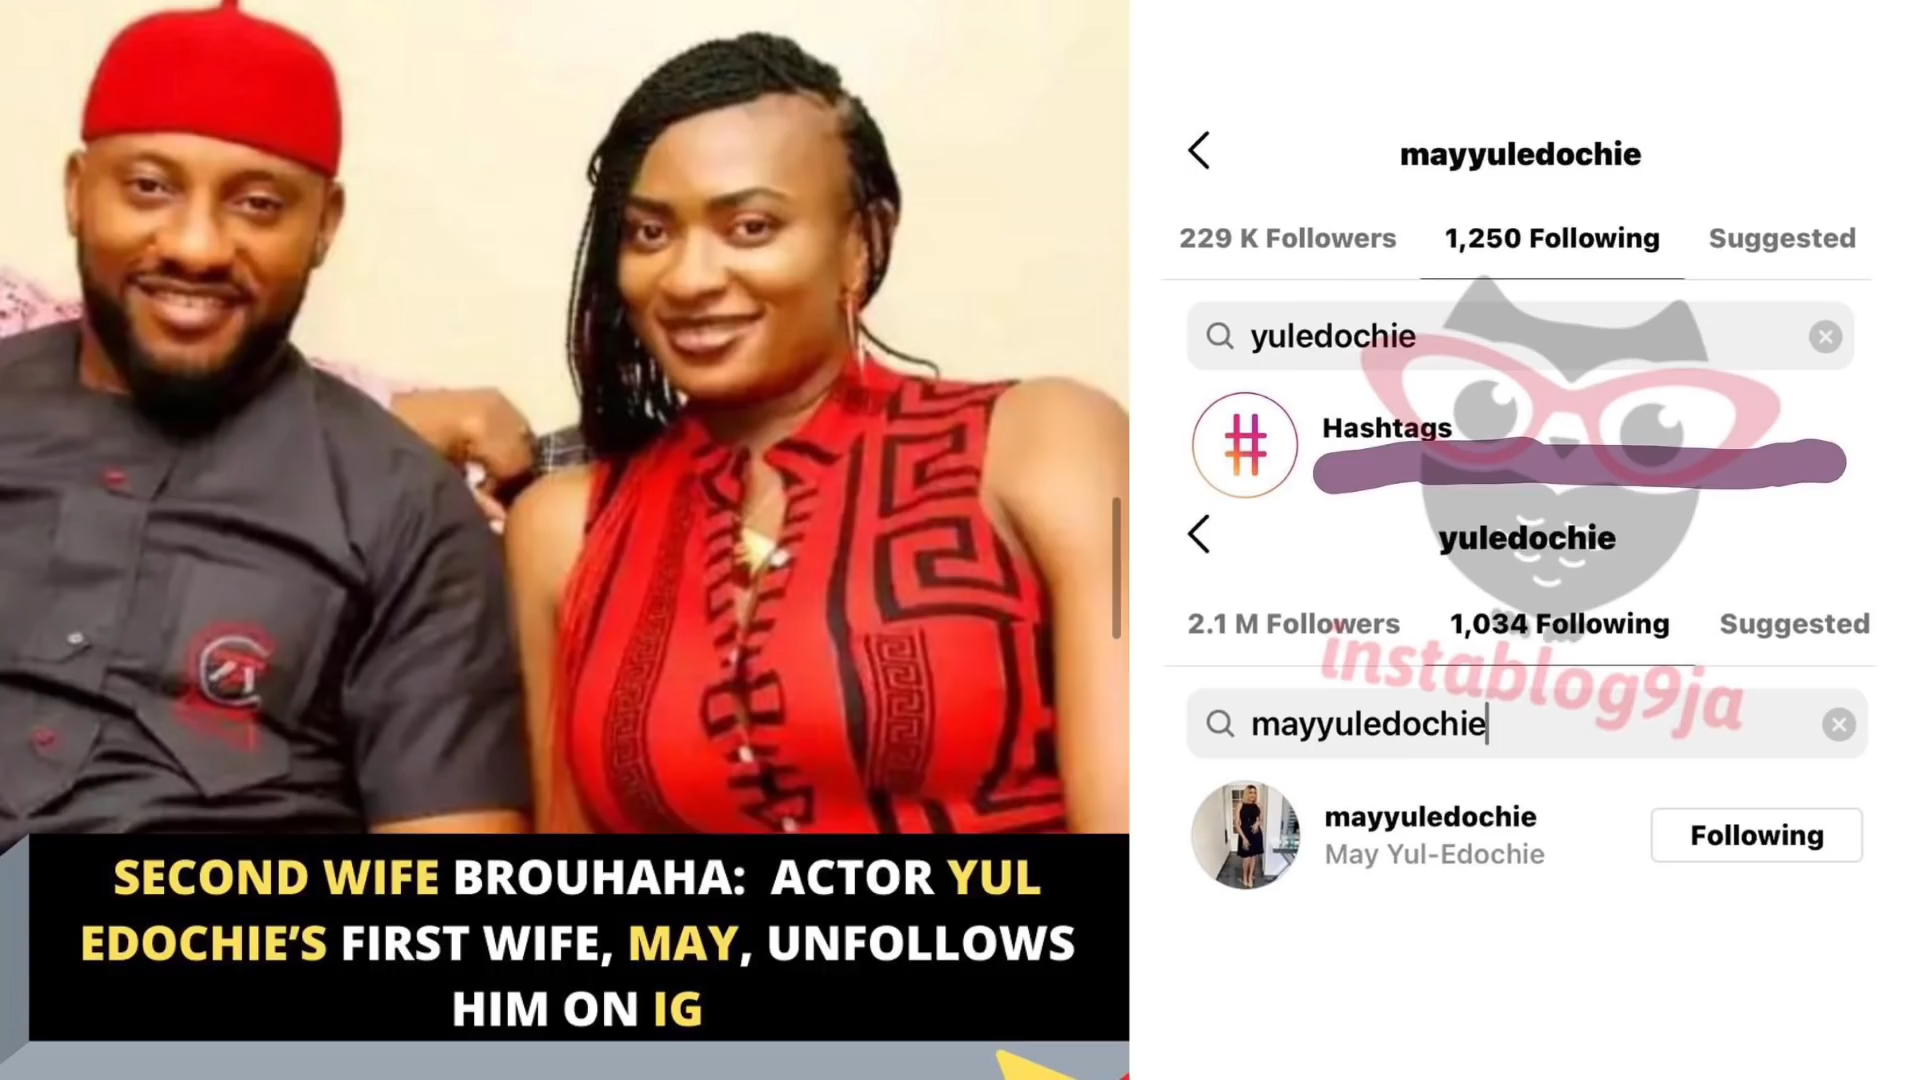 SECOND WIFE BROUHAHA: ACTOR YUL
EDOCHIE’S FIRST WIFE, MAY, UNFOLLOWS
HIM ON IG
mayyuledochie
229 K Followers 1,250 Following Suggested
yuledochie
Hashtags
yuledochie
2.1 M Followers 1,034 Following Suggested
instablog9ja
mayyuledochie
mayyuledochie
May Yul-Edochie
Following